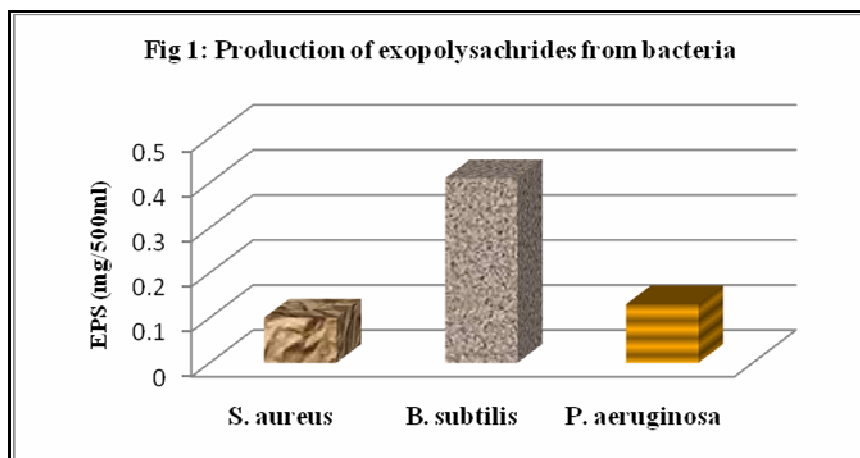 Fig 1: Production of exopolysachrides from bacteria
EPS (mg/500ml)
0.5
0.4
0.3
0.2
0.1
0
S. aureus
B. subtilis
P. aeruginosa